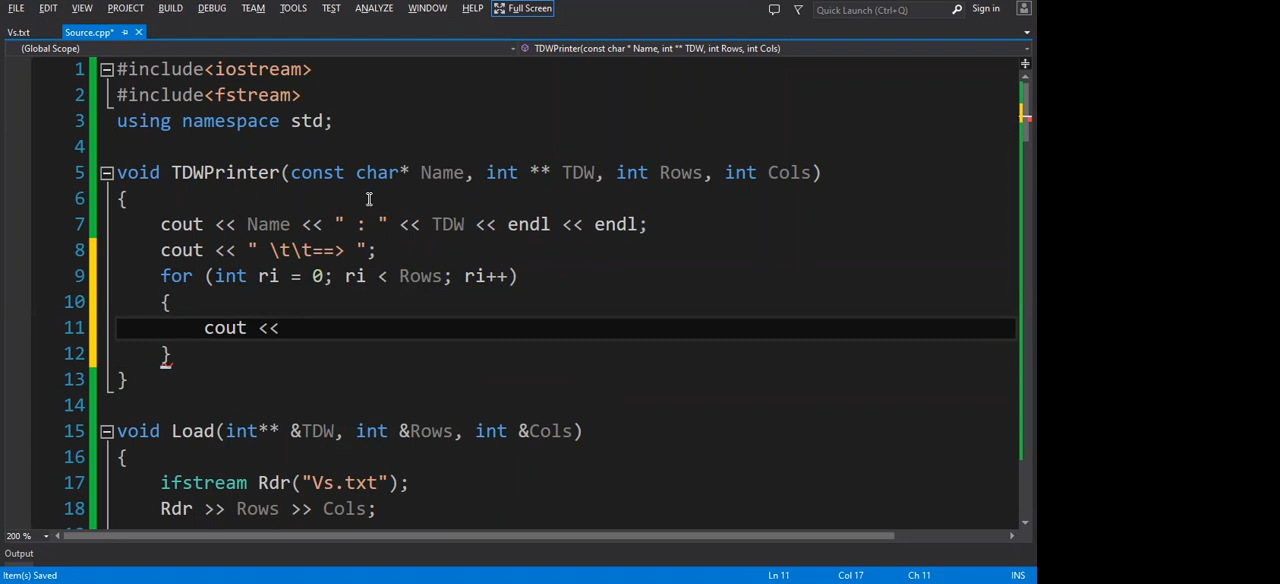 FILE EDIT VIEW PROJECT BUILD DEBUG TEAM TOOLS TEST ANALYZE WINDOW HELP Full Screen Quick Launch (Ctrl+Q) Sign in
Vs.txt Source.cpp*
(Global Scope) TDWPrinter(const char * Name, int ** TDW, int Rows, int Cols)
1 #include<iostream>
2 #include<fstream>
3 using namespace std;
4
5 void TDWPrinter(const char* Name, int ** TDW, int Rows, int Cols)
6 {
7 cout << Name << " : " << TDW << endl << endl;
8 cout << " \t\t==> ";
9 for (int ri = 0; ri < Rows; ri++)
10 {
11 cout <<
12 }
13 }
14
15 void Load(int** &TDW, int &Rows, int &Cols)
16 {
17 ifstream Rdr("Vs.txt");
18 Rdr >> Rows >> Cols;
200 %
Output
Item(s) Saved Ln 11 Col 17 Ch 11 INS